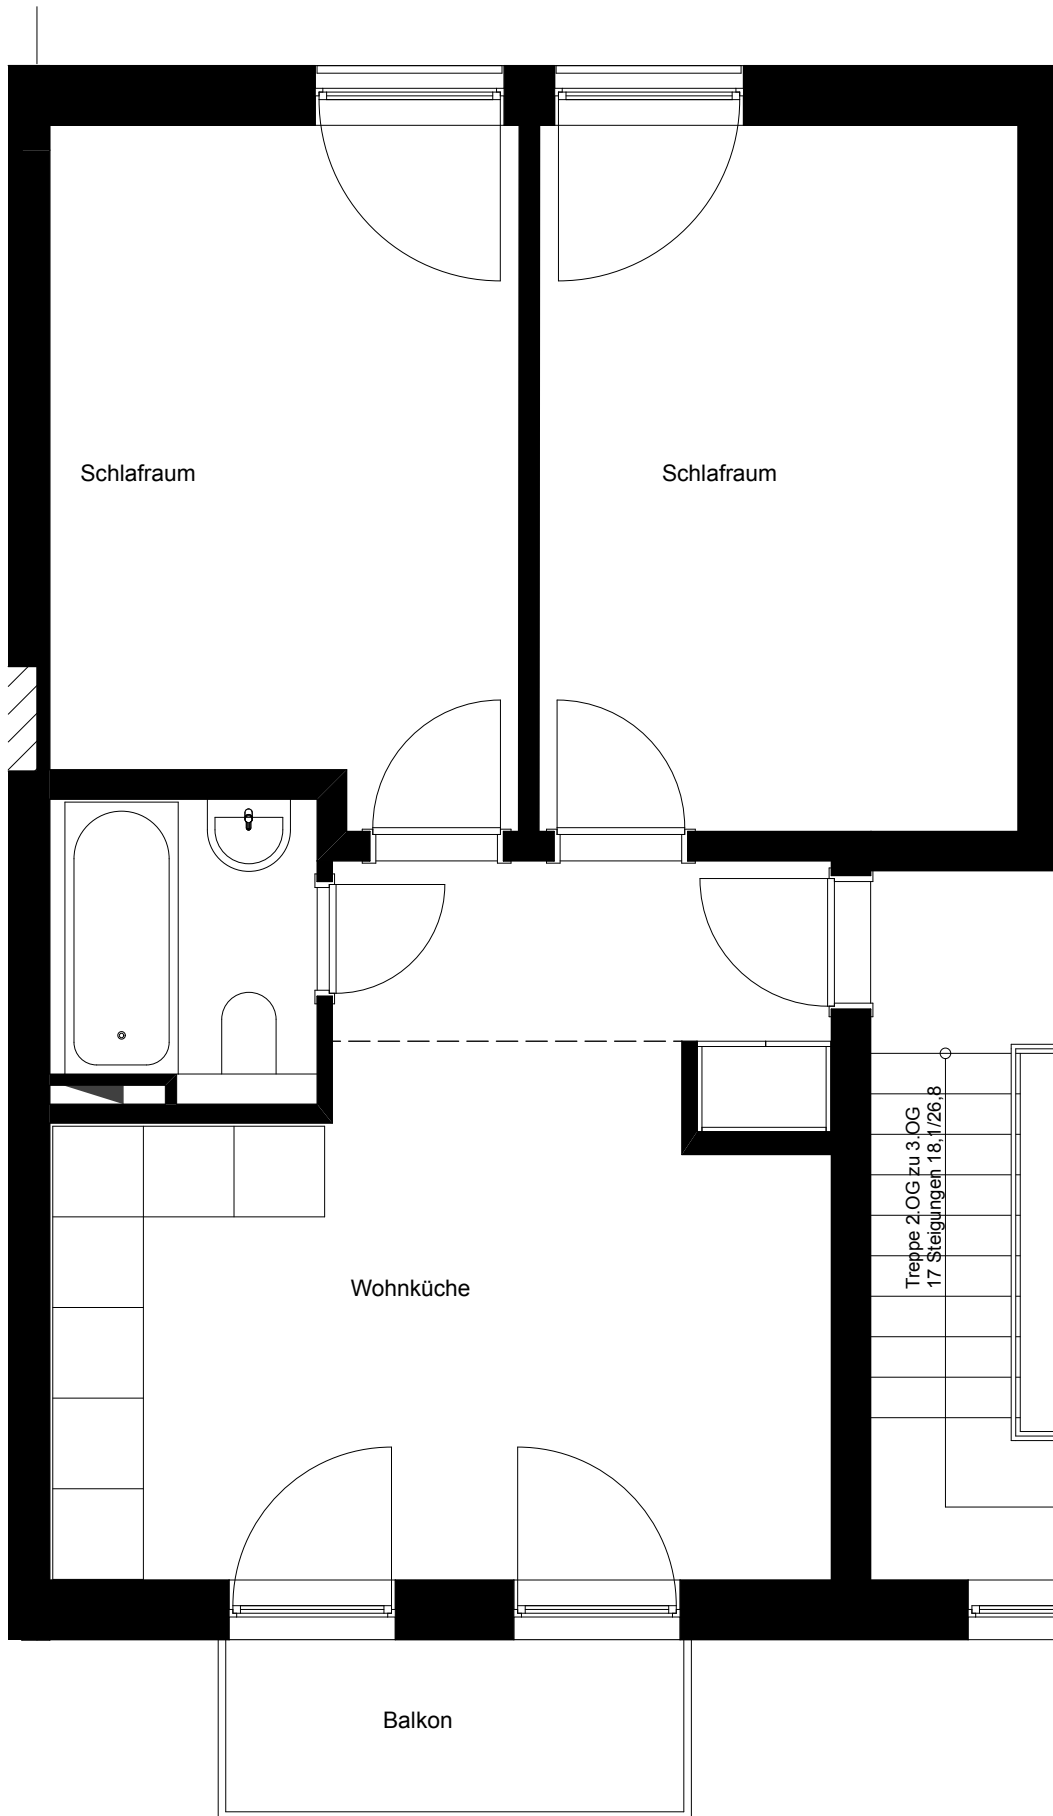 Schlafraum
Schlafraum
Treppe 2.OG zu 3.OG
17 Steigungen 18,1/26,8
Wohnküche
Balkon